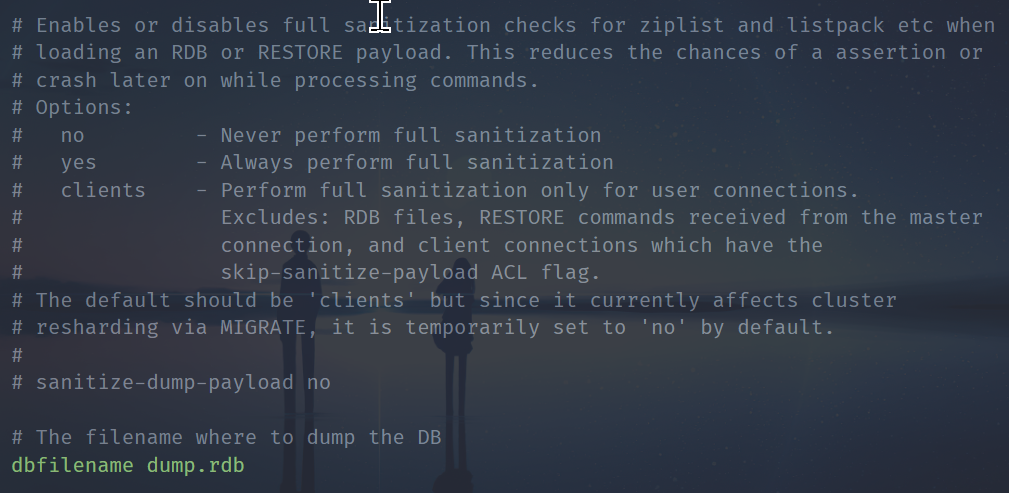 # Enables or disables full sanitization checks for ziplist and listpack etc when
# loading an RDB or RESTORE payload. This reduces the chances of a assertion or
# crash later on while processing commands.
# Options:
#   no         - Never perform full sanitization
#   yes        - Always perform full sanitization
#   clients    - Perform full sanitization only for user connections.
#                Excludes: RDB files, RESTORE commands received from the master
#                connection, and client connections which have the
#                skip-sanitize-payload ACL flag.
# The default should be 'clients' but since it currently affects cluster
# resharding via MIGRATE, it is temporarily set to 'no' by default.
#
# sanitize-dump-payload no

# The filename where to dump the DB
dbfilename dump.rdb